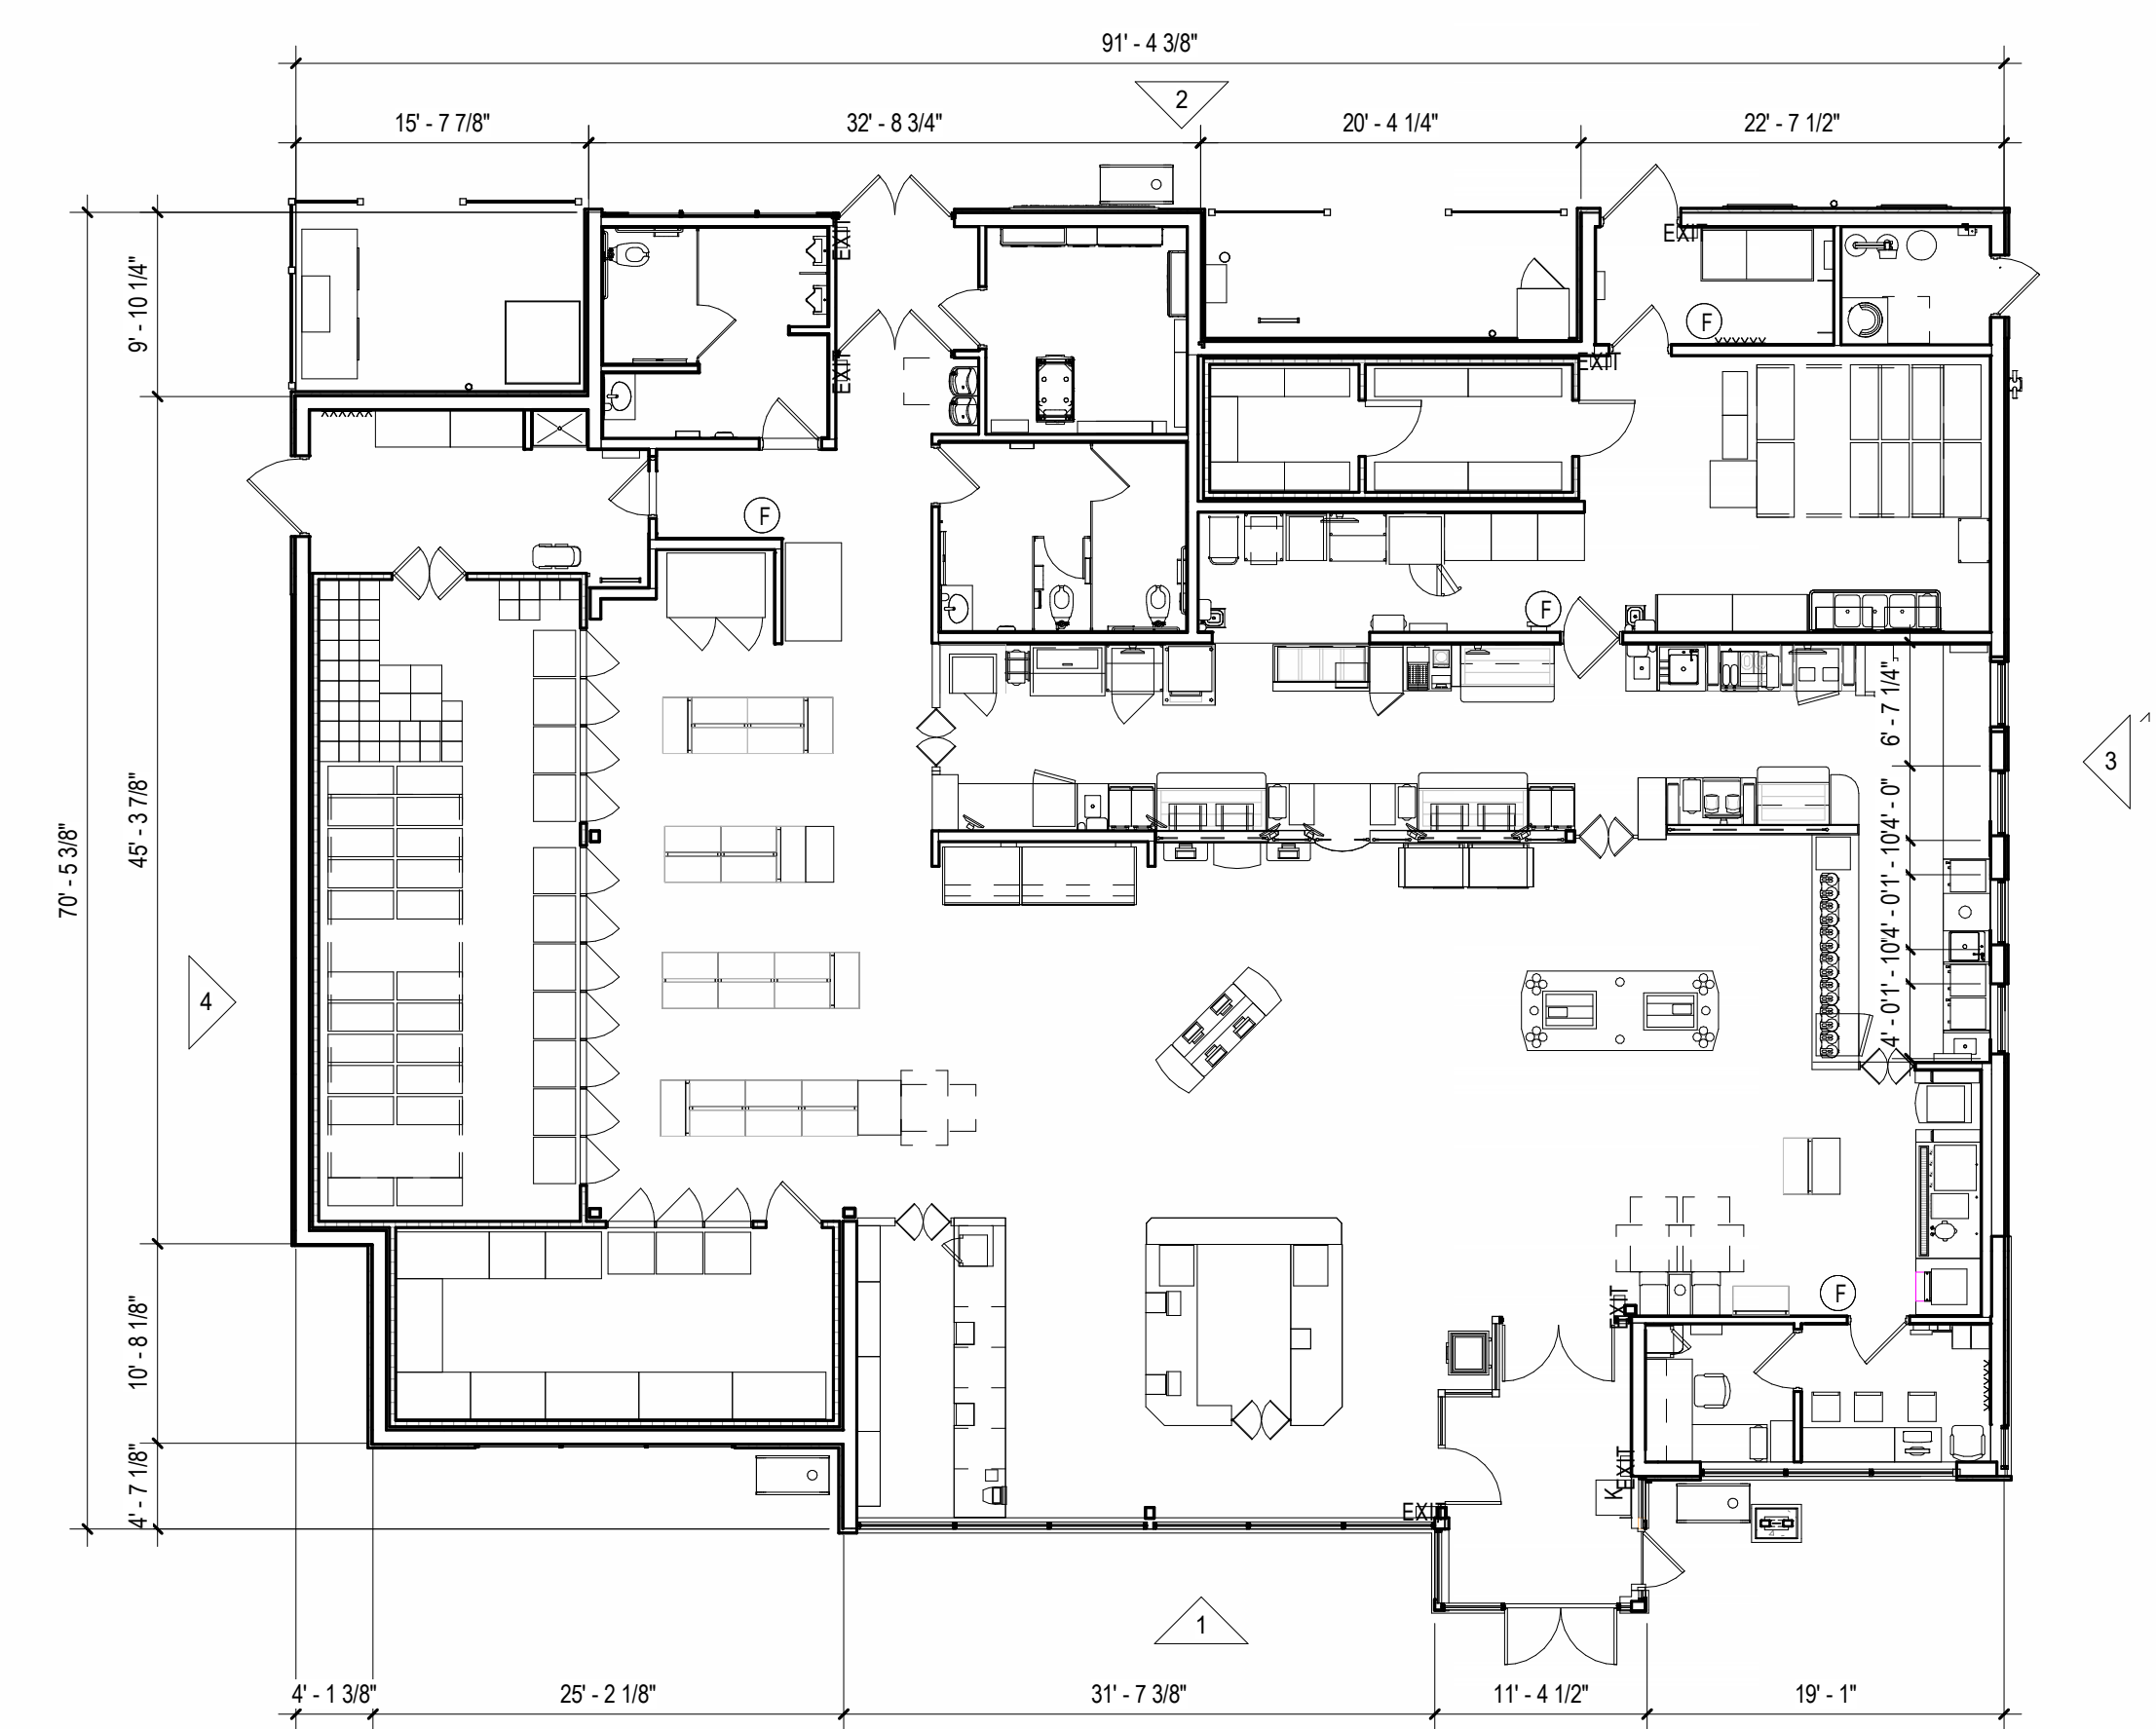 91' - 4 3/8"
2
15' - 7 7/8"
32' - 8 3/4"
20' - 4 1/4"
22' - 7 1/2"
EXIT
EXIT
9' - 10 1/4"
F
EXIT
EXIT
F
F
6' - 7 1/4"
3
45' - 3 7/8"
4' - 0"
1' - 10"
70' - 5 3/8"
4' - 0"
1' - 10"
4
4' - 0"
F
EXIT
10' - 8 1/8"
EXIT
K
EXIT
4' - 7 1/8"
1
4' - 1 3/8"
25' - 2 1/8"
31' - 7 3/8"
11' - 4 1/2"
19' - 1"